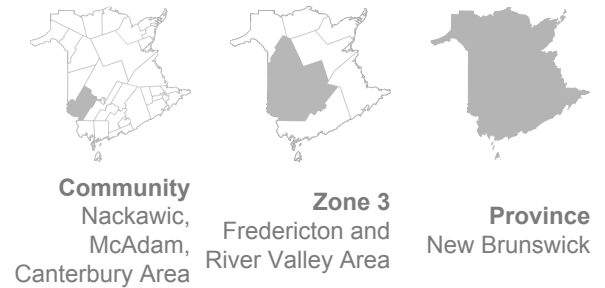 Community
Nackawic,
McAdam,
Canterbury Area
Zone 3
Fredericton and
River Valley Area
Province
New Brunswick